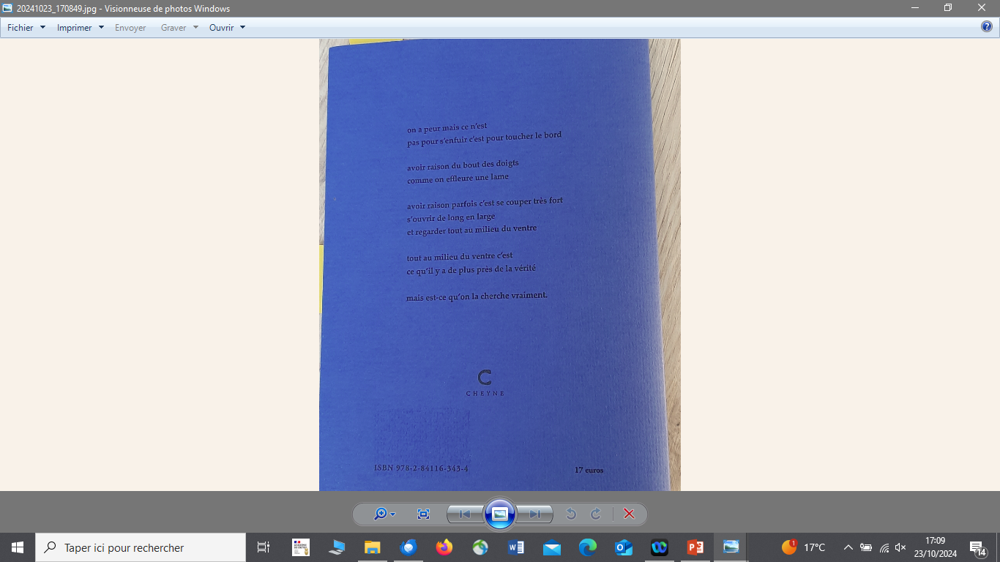 20241023_170849.jpg - Visionneuse de photos Windows
Fichier Imprimer Envoyer Graver Ouvrir
on a peur mais ce n'est
pas pour s'enfuir c'est pour toucher le bord
avoir raison du bout des doigts
comme on effleure une lame
avoir raison parfois c'est se couper très fort
s'ouvrir de long en large
et regarder tout au milieu du ventre
tout au milieu du ventre c'est
ce qu'il y a de plus près de la vérité
mais est-ce qu'on la cherche vraiment.
C
CHEYNE
ISBN 978-2-84116-343-4
17 euros
Taper ici pour rechercher
1
17°C
17:09
23/10/2024
14